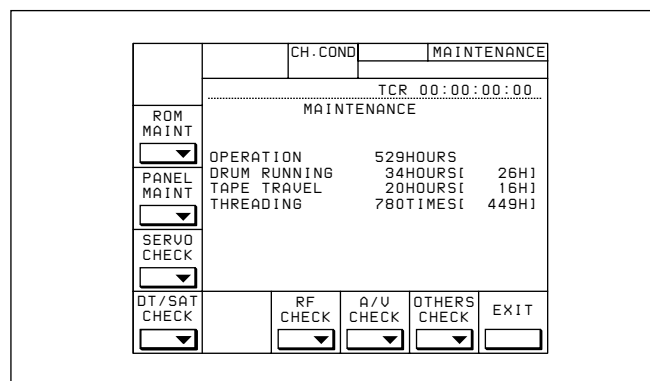 CH·COND MAINTENANCE
TCR 00:00:00:00
MAINTENANCE
ROM
MAINT
OPERATION 529HOURS
DRUM RUNNING 34HOURS[ 26H]
TAPE TRAVEL 20HOURS[ 16H]
THREADING 780TIMES[ 449H]
PANEL
MAINT
SERVO
CHECK
DT/SAT
CHECK
RF
CHECK
A/V
CHECK
OTHERS
CHECK
EXIT